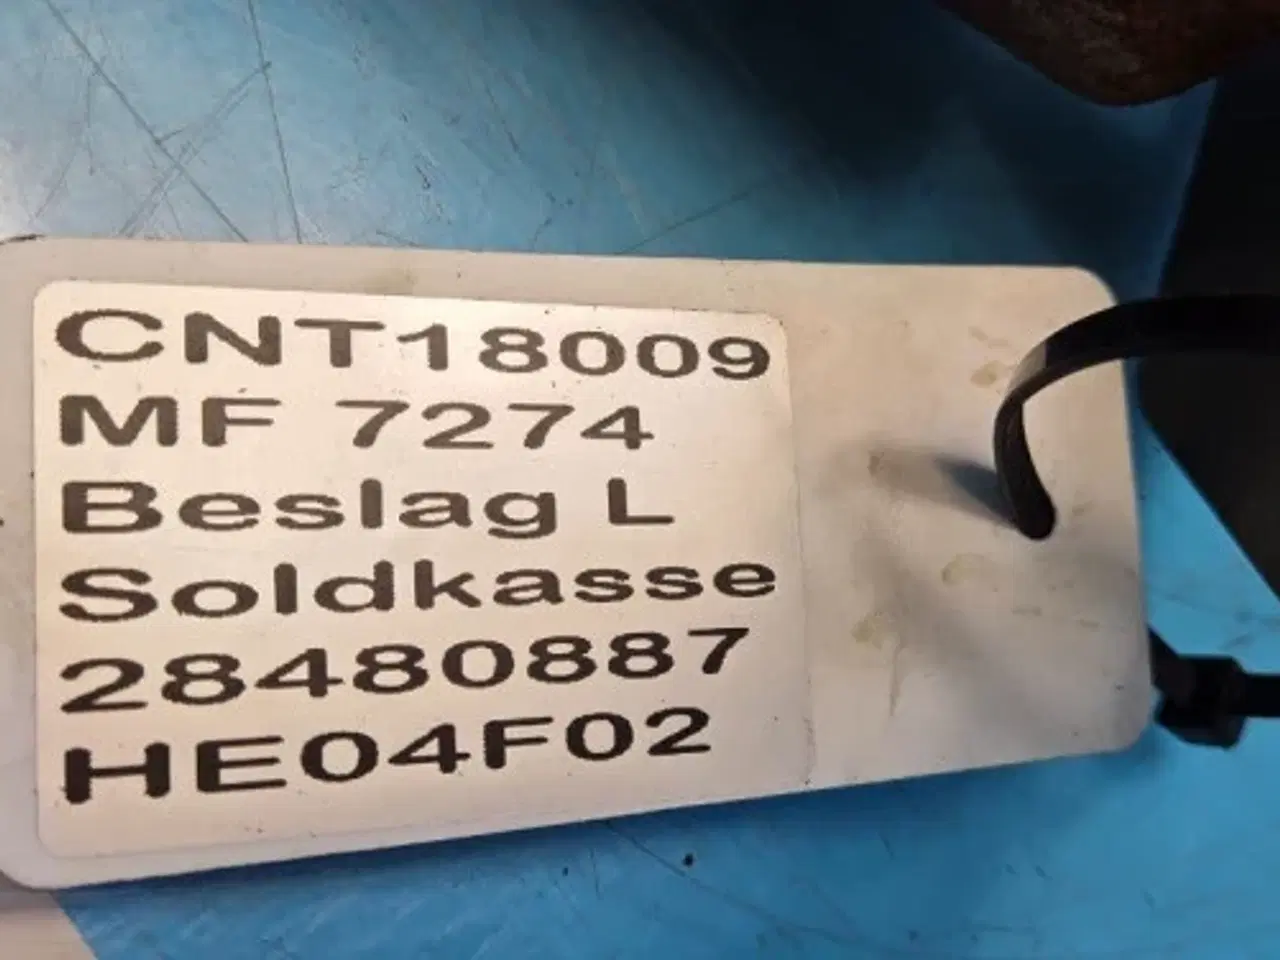 CNT18009
MF 7274
Beslag L
Soldkasse
28480887
HE04F02